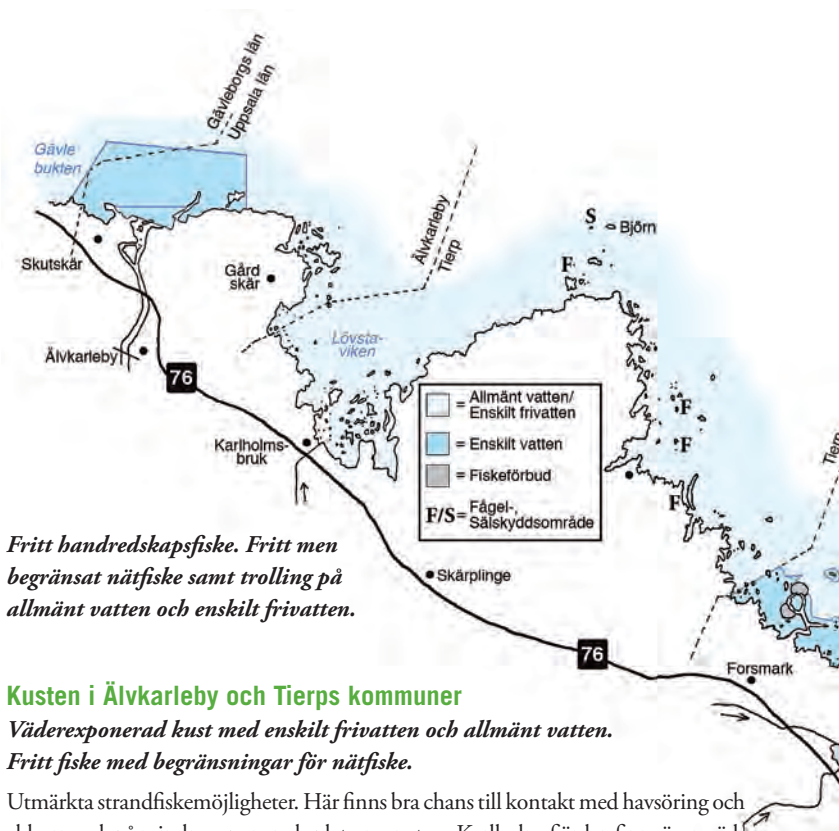 Gävleborgs län
Uppsala län
Gävle
bukten
Älvkarleby
Tierp
S
Björn
F
Skutskär
Gård
skär
Lövsta-
viken
Älvkarleby
76
= Allmänt vatten/
Enskilt frivatten
= Enskilt vatten
= Fiskeförbud
F/S= Fågel-,
Sälskyddsområde
F
F
F
Karlholms-
bruk
Tierp
Skärplinge
76
Forsmark
Fritt handredskapsfiske. Fritt men
begränsat nätfiske samt trolling på
allmänt vatten och enskilt frivatten.
Kusten i Älvkarleby och Tierps kommuner
Väderexponerad kust med enskilt frivatten och allmänt vatten.
Fritt fiske med begränsningar för nätfiske.
Utmärkta strandfiskemöjligheter. Här finns bra chans till kontakt med havsöring och